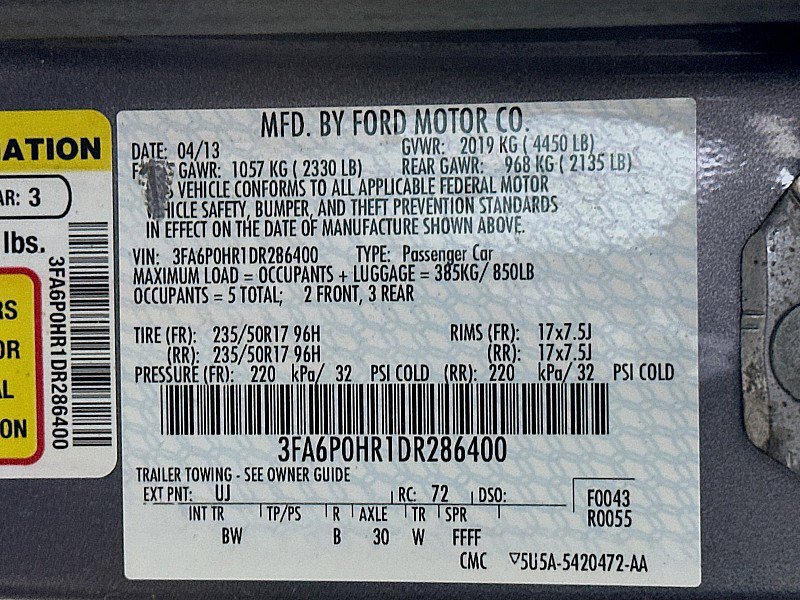 GATION
AR: 3
lbs.
RS
OR
AL
ION
3FA6P0HR1DR286400
MFD. BY FORD MOTOR CO.
DATE: 04/13 GVWR: 2019 KG ( 4450 LB)
GAWR: 1057 KG ( 2330 LB) REAR GAWR: 968 KG ( 2135 LB)
VEHICLE CONFORMS TO ALL APPLICABLE FEDERAL MOTOR
VEHICLE SAFETY, BUMPER, AND THEFT PREVENTION STANDARDS
IN EFFECT ON THE DATE OF MANUFACTURE SHOWN ABOVE.
VIN: 3FA6P0HR1DR286400 TYPE: Passenger Car
MAXIMUM LOAD = OCCUPANTS + LUGGAGE = 385KG/ 850LB
OCCUPANTS = 5 TOTAL; 2 FRONT, 3 REAR
TIRE (FR): 235/50R17 96H RIMS (FR): 17x7.5J
(RR): 235/50R17 96H (RR): 17x7.5J
PRESSURE (FR): 220 kPa/ 32 PSI COLD (RR): 220 kPa/ 32 PSI COLD
3FA6P0HR1DR286400
TRAILER TOWING - SEE OWNER GUIDE
EXT PNT: UJ RC: 72 DSO: F0043
INT TR TP/PS R AXLE TR SPR R0055
BW B 30 W FFFF
CMC ▽5U5A-5420472-AA